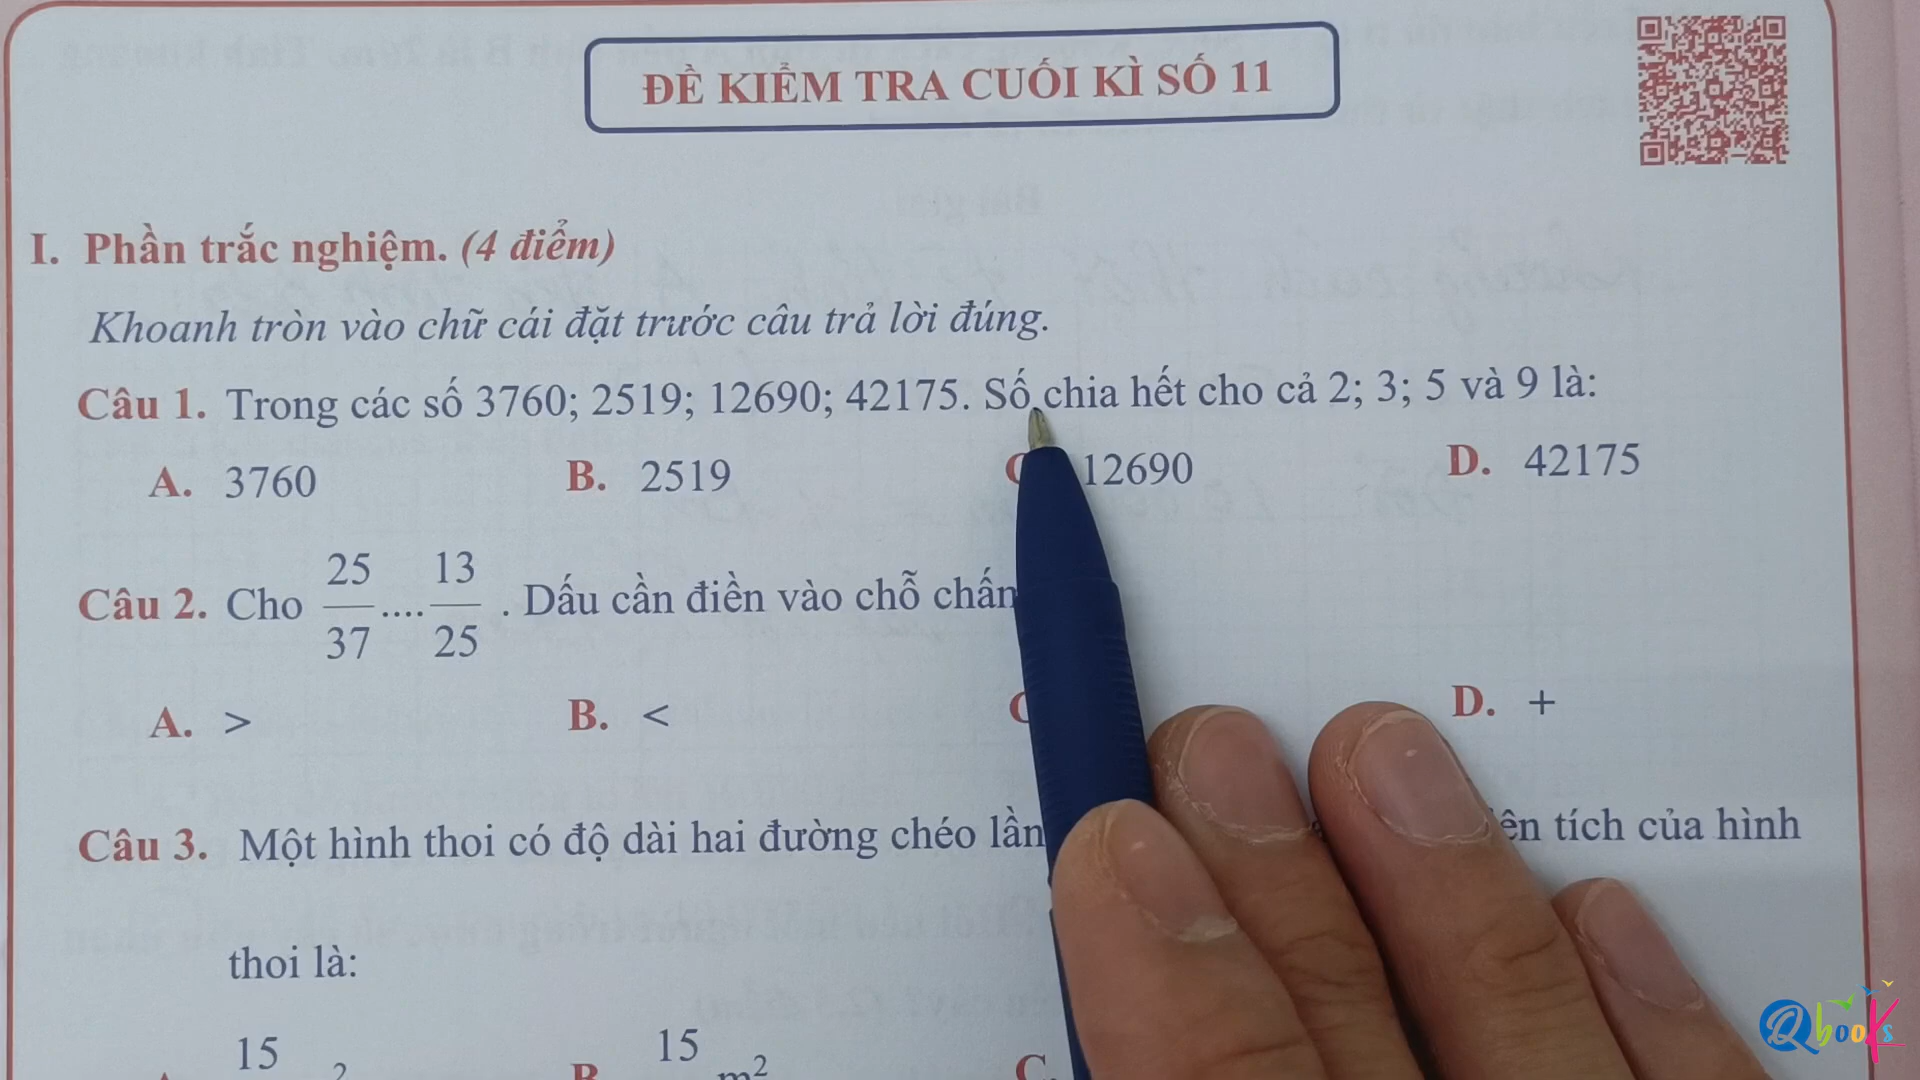 ĐỀ KIỂM TRA CUỐI KÌ SỐ 11
I. Phần trắc nghiệm. (4 điểm)
Khoanh tròn vào chữ cái đặt trước câu trả lời đúng.
Câu 1. Trong các số 3760; 2519; 12690; 42175. Số chia hết cho cả 2; 3; 5 và 9 là:
A. 3760 B. 2519 12690 D. 42175
Câu 2. Cho 25/37 .... 13/25 . Dấu cần điền vào chỗ
A. > B. < D. +
Câu 3. Một hình thoi có độ dài hai đường chéo lần tích của hình
thoi là:
15 2 15 m2 C.
Qbooks